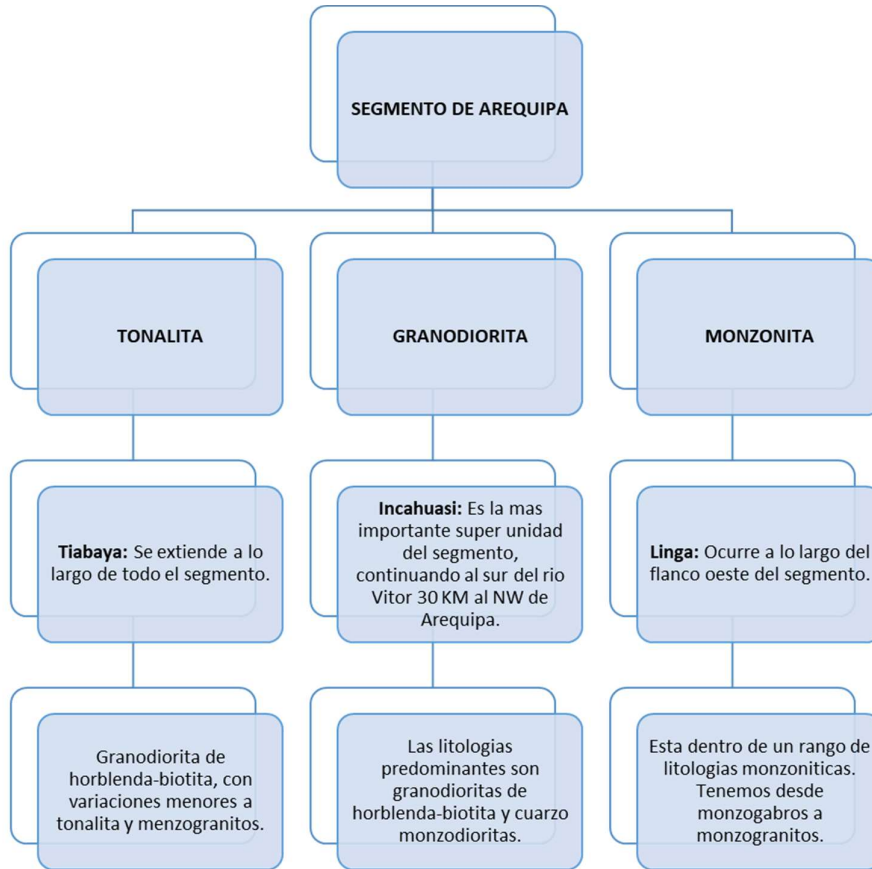 SEGMENTO DE AREQUIPA
TONALITA
GRANODIORITA
MONZONITA
Tiabaya: Se extiende a lo
largo de todo el segmento.
Incahuasi: Es la mas
importante super unidad
del segmento,
continuando al sur del rio
Vitor 30 KM al NW de
Arequipa.
Linga: Ocurre a lo largo del
flanco oeste del segmento.
Granodiorita de
horblenda-biotita, con
variaciones menores a
tonalita y menzogranitos.
Las litologias
predominantes son
granodioritas de
horblenda-biotita y cuarzo
monzodioritas.
Esta dentro de un rango de
litologias monzoniticas.
Tenemos desde
monzogabros a
monzogranitos.